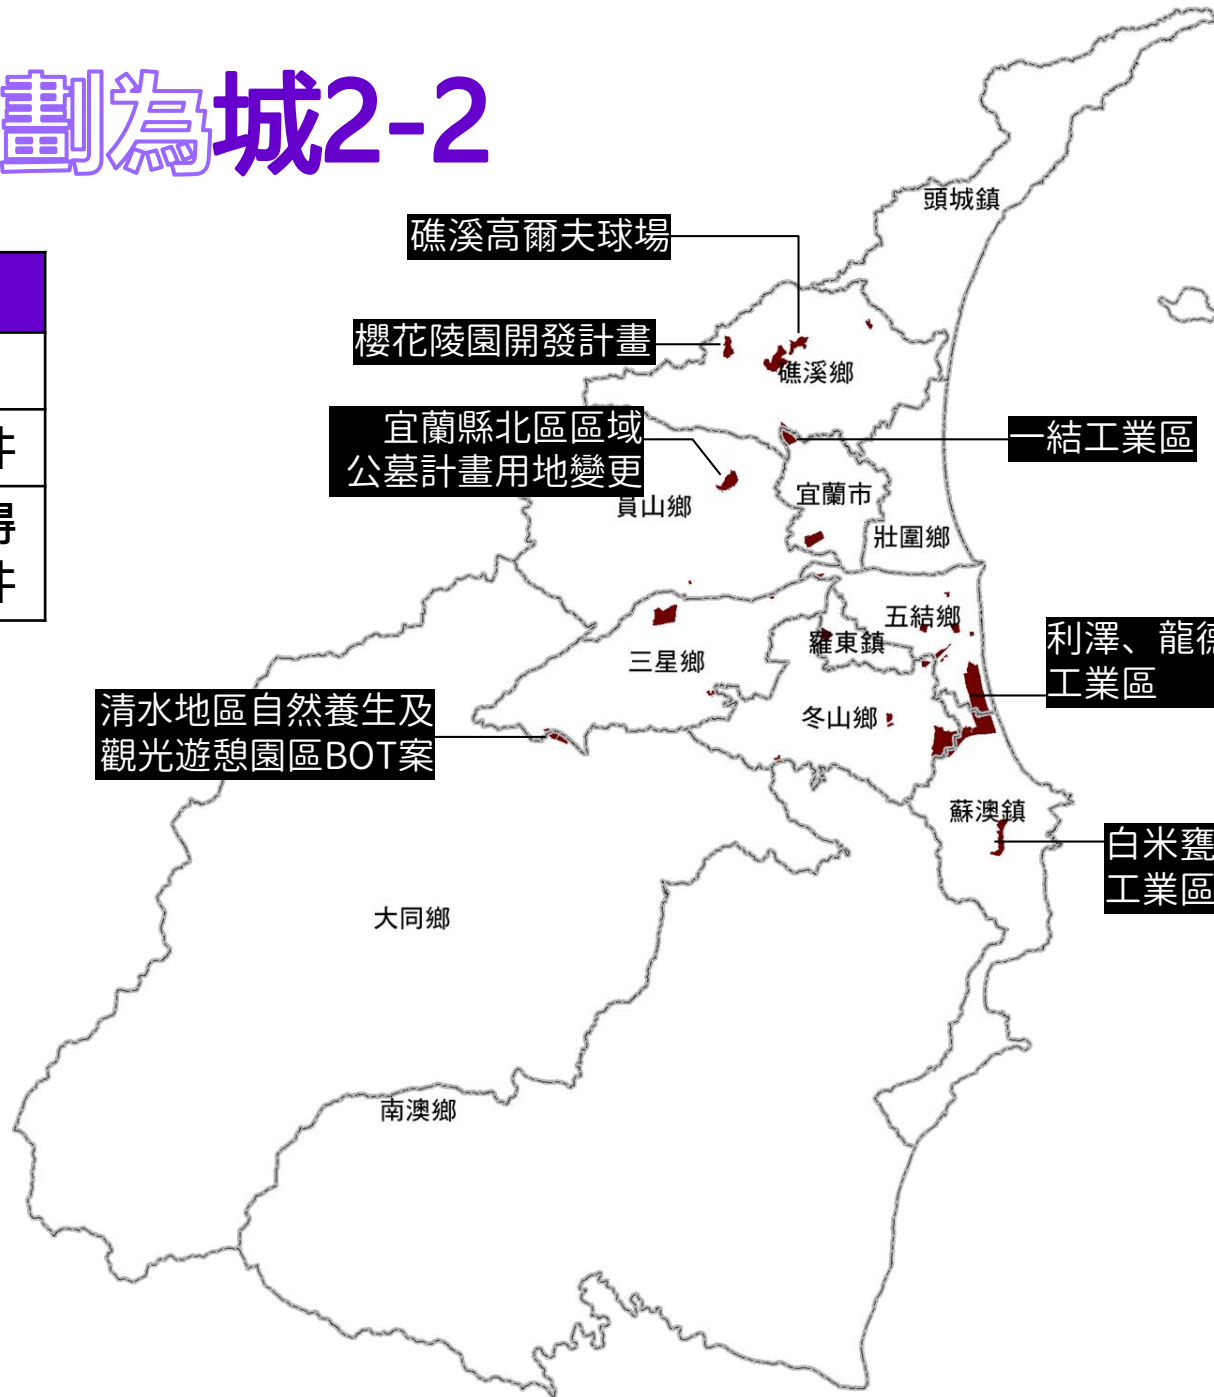 劃為城2-2
件
得
件
頭城鎮
礁溪高爾夫球場
櫻花陵園開發計畫
礁溪鄉
宜蘭縣北區區域
公墓計畫用地變更
一結工業區
員山鄉
宜蘭市
壯圍鄉
五結鄉
羅東鎮
三星鄉
利澤、龍德
工業區
冬山鄉
清水地區自然養生及
觀光遊憩園區BOT案
蘇澳鎮
白米甕
工業區
大同鄉
南澳鄉